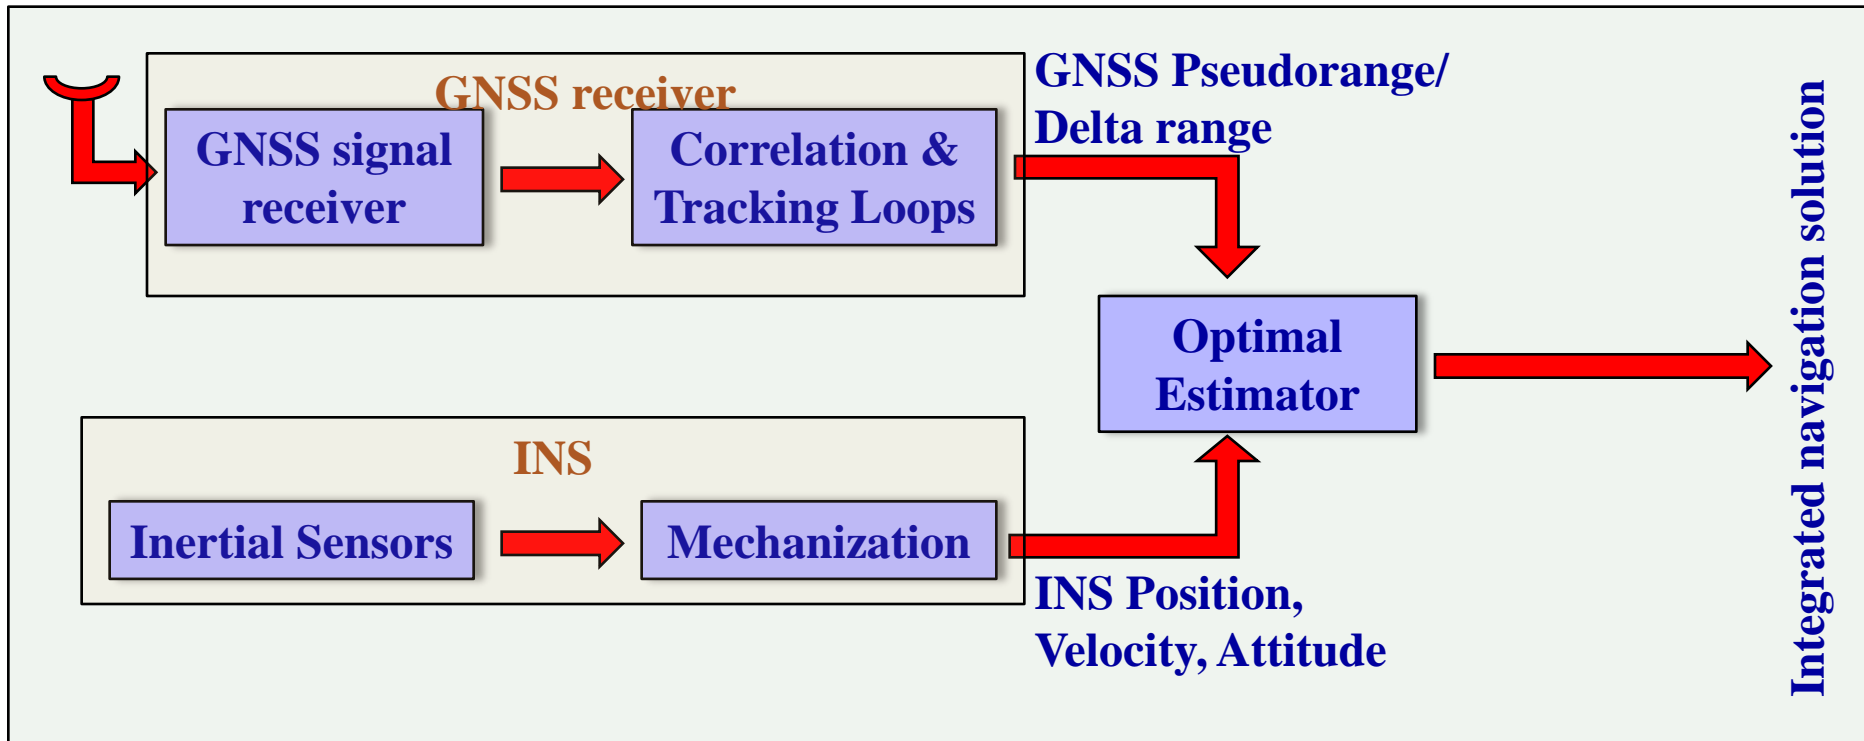 GNSS receiver
GNSS signal
receiver
Correlation &
Tracking Loops
GNSS Pseudorange/
Delta range
Optimal
Estimator
INS
Inertial Sensors
Mechanization
INS Position,
Velocity, Attitude
Integrated navigation solution